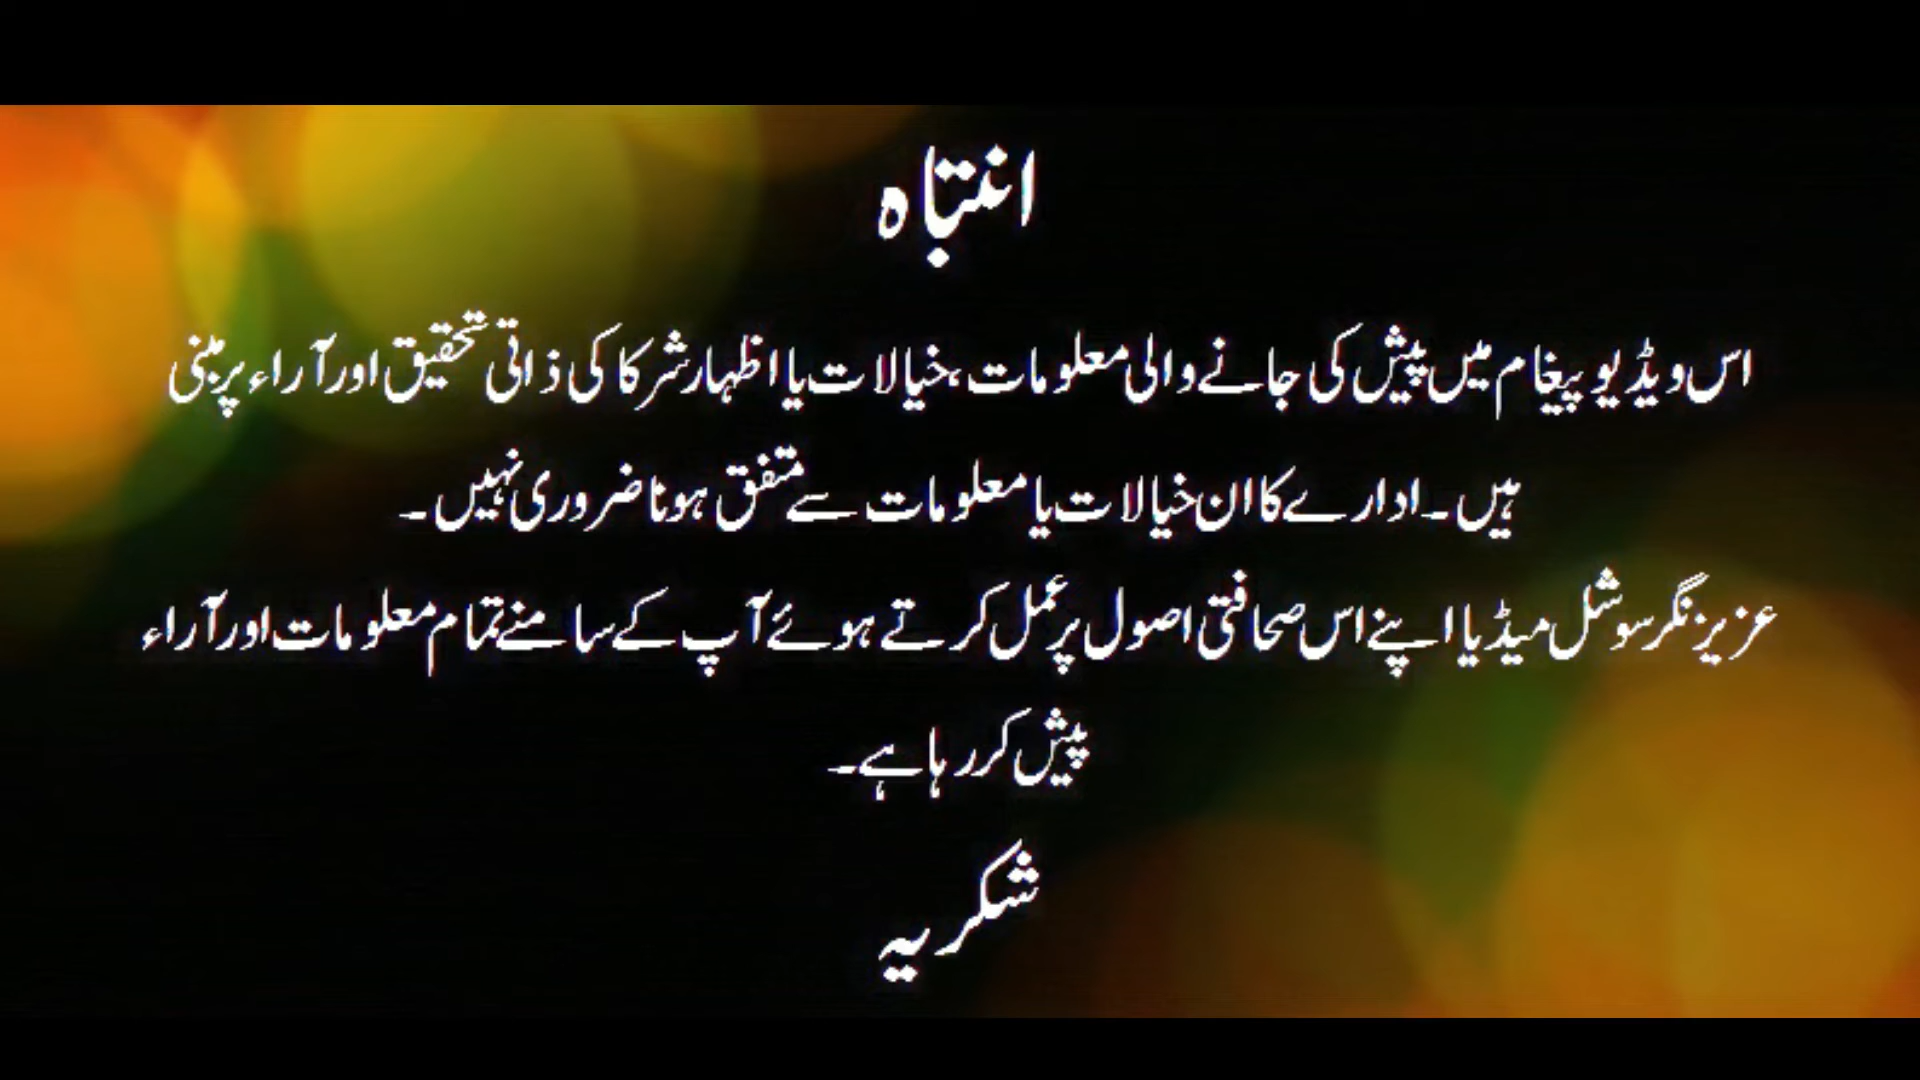 انتباہ
اس ویڈیو پیغام میں پیش کی جانے والی معلومات، خیالات یا اظہار شرکا کی ذاتی تحقیق اور آراء پر مبنی
ہیں۔ ادارے کا ان خیالات یا معلومات سے متفق ہونا ضروری نہیں۔
عزیز نگر سوشل میڈیا اپنے اس صحافتی اصول پر عمل کرتے ہوئے آپ کے سامنے تمام معلومات اور آراء
پیش کر رہا ہے۔
شکریہ